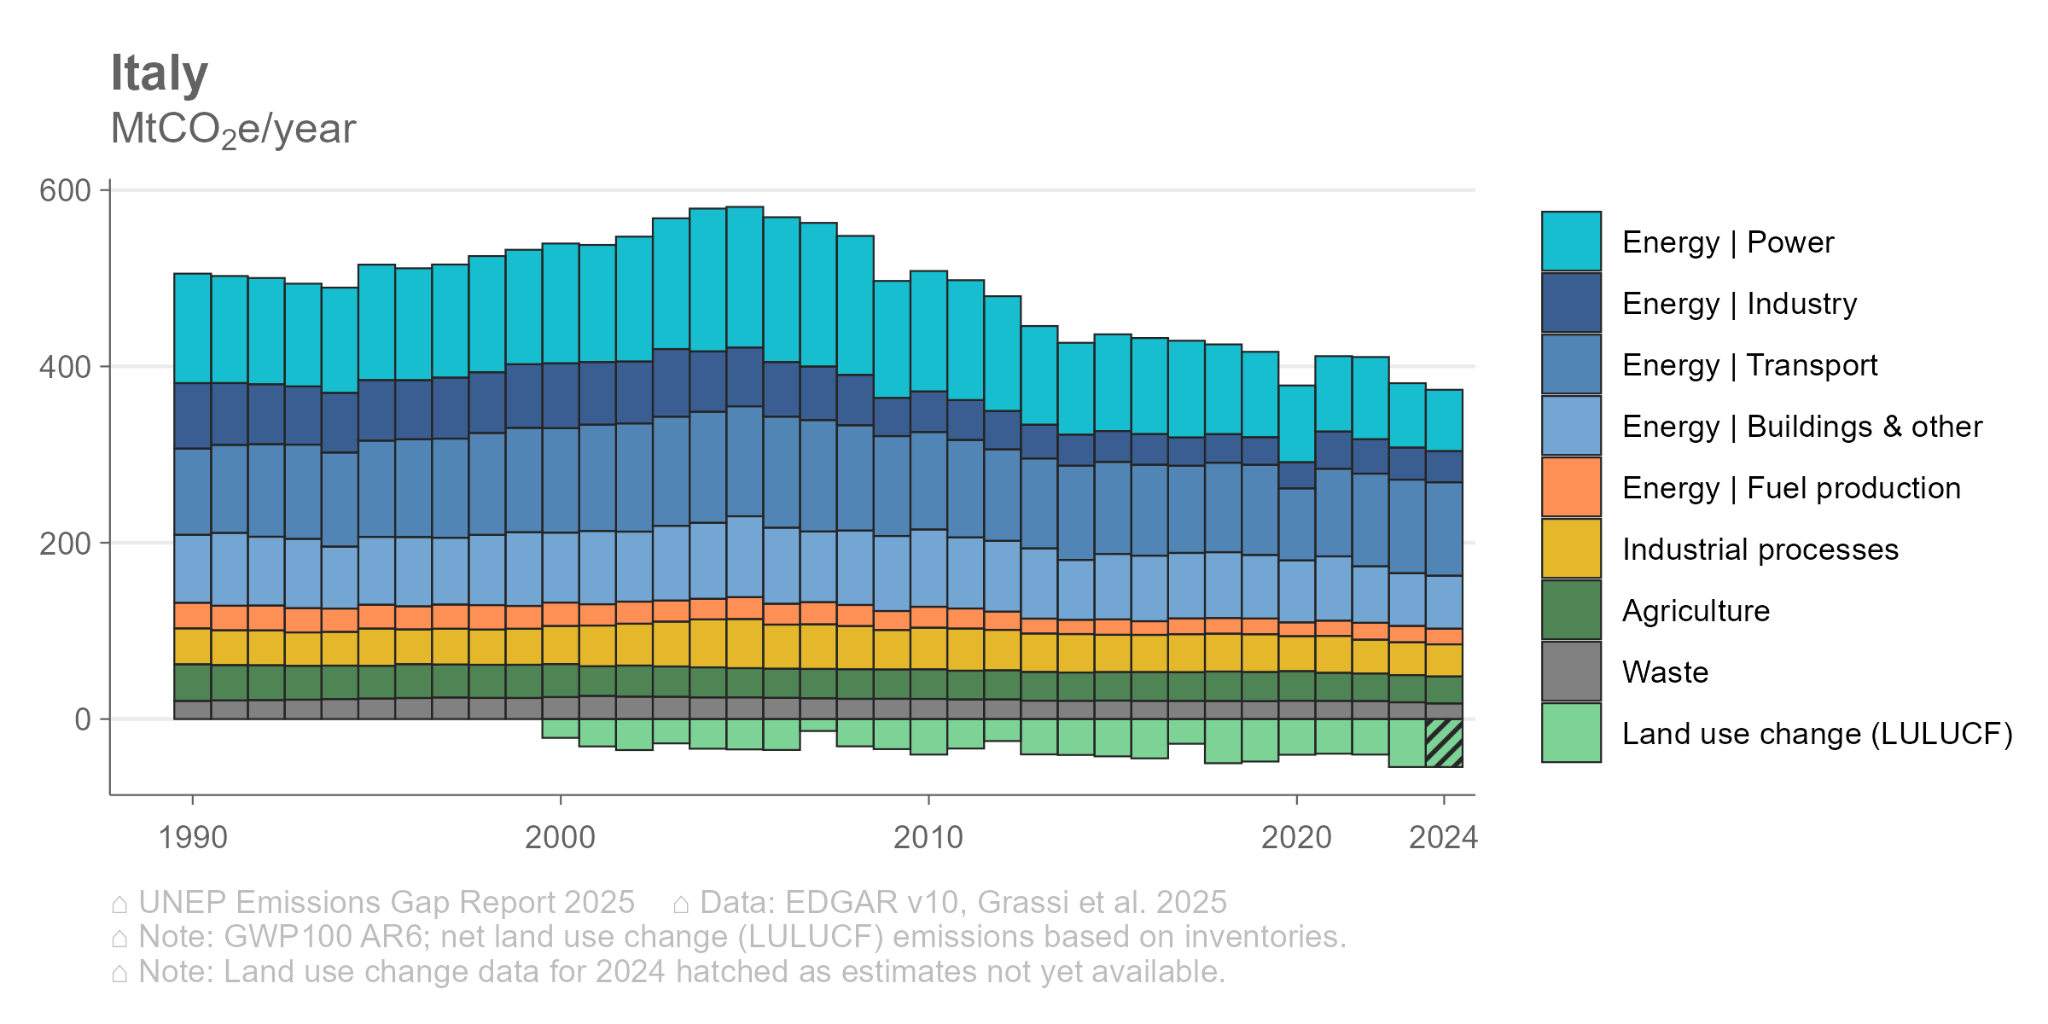 Italy
MtCO₂e/year
600
400
200
0
1990 2000 2010 2020 2024
Energy | Power
Energy | Industry
Energy | Transport
Energy | Buildings & other
Energy | Fuel production
Industrial processes
Agriculture
Waste
Land use change (LULUCF)
⌂ UNEP Emissions Gap Report 2025 ⌂ Data: EDGAR v10, Grassi et al. 2025
⌂ Note: GWP100 AR6; net land use change (LULUCF) emissions based on inventories.
⌂ Note: Land use change data for 2024 hatched as estimates not yet available.